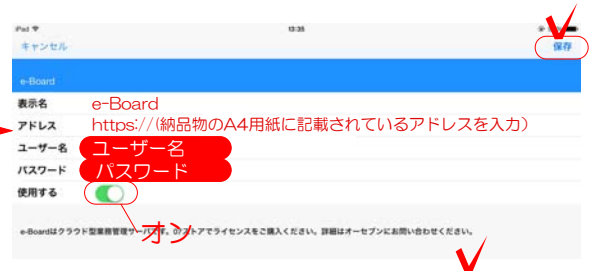 iPad 13:35
キャンセル 保存
e-Board
表示名 e-Board
アドレス https://(納品物のA4用紙に記載されているアドレスを入力)
ユーザー名 ユーザー名
パスワード パスワード
使用する
オン
e-Boardはクラウド型業務管理サーバです。07ストアでライセンスをご購入ください。詳細はオーセブンにお問い合わせください。